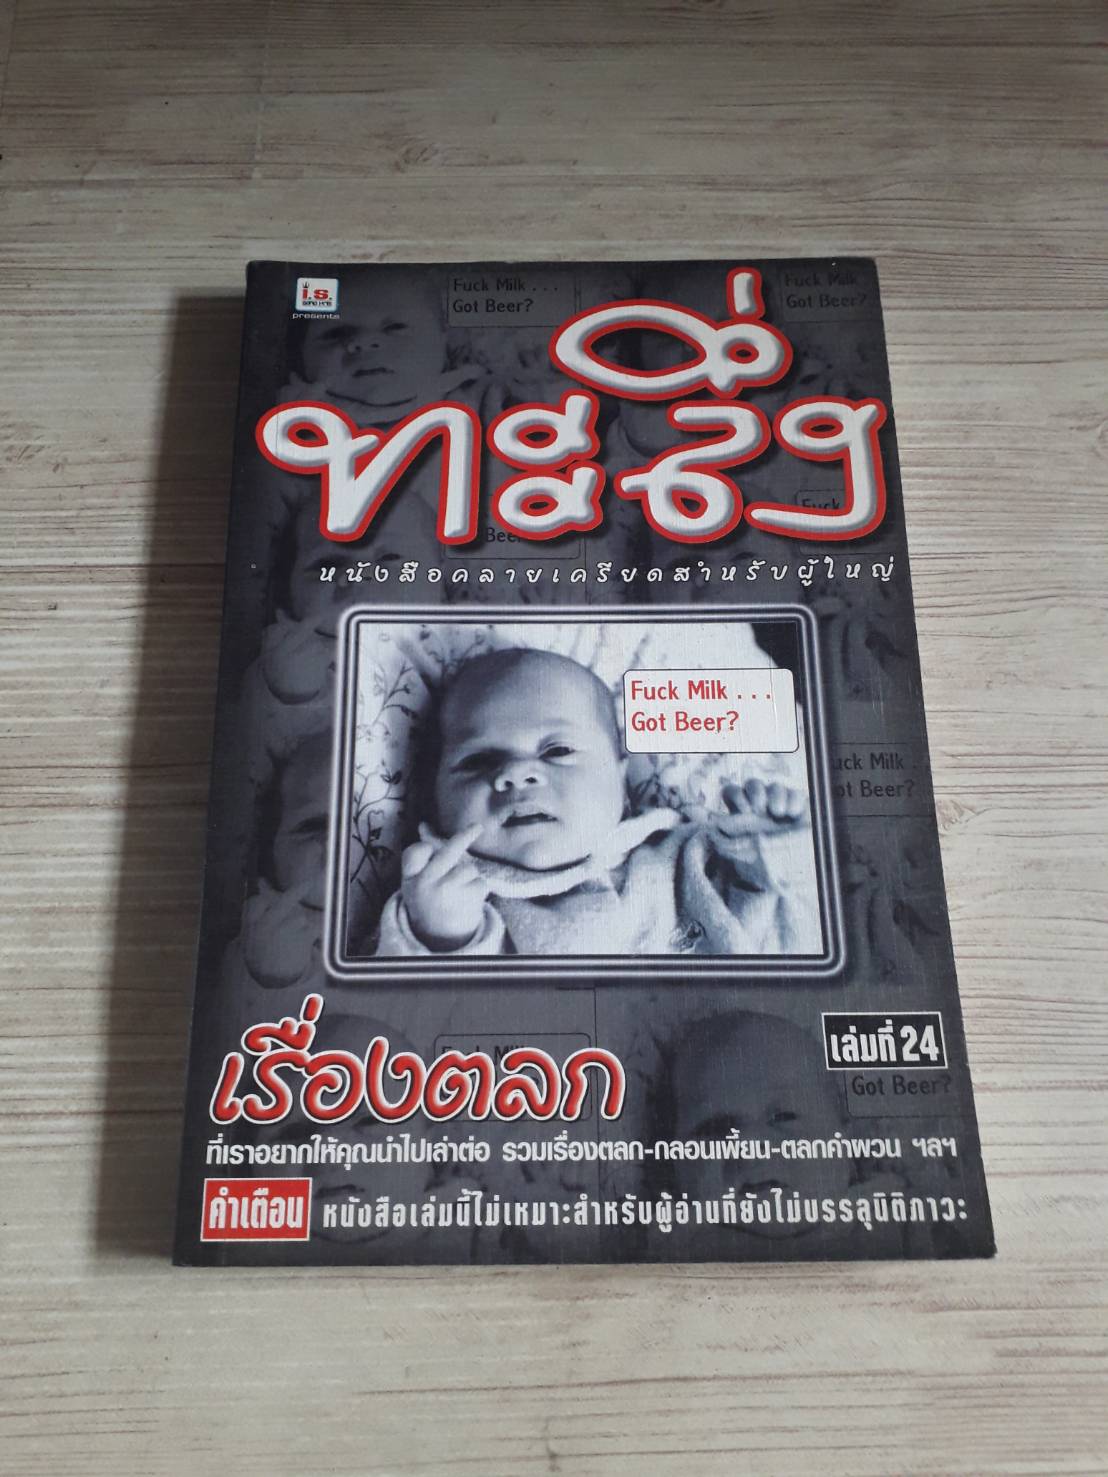 i.s.
presents
Fuck Milk . . .
Got Beer?
Fuck Milk . . .
Got Beer?
ทะลึ่ง
หนังสือคลายเครียดสำหรับผู้ใหญ่
Fuck Milk . . .
Got Beer?
เรื่องตลก
เล่มที่ 24
Got Beer?
ที่เราอยากให้คุณนำไปเล่าต่อ รวมเรื่องตลก-กลอนเพี้ยน-ตลกคำผวน ฯลฯ
คำเตือน หนังสือเล่มนี้ไม่เหมาะสำหรับผู้อ่านที่ยังไม่บรรลุนิติภาวะ